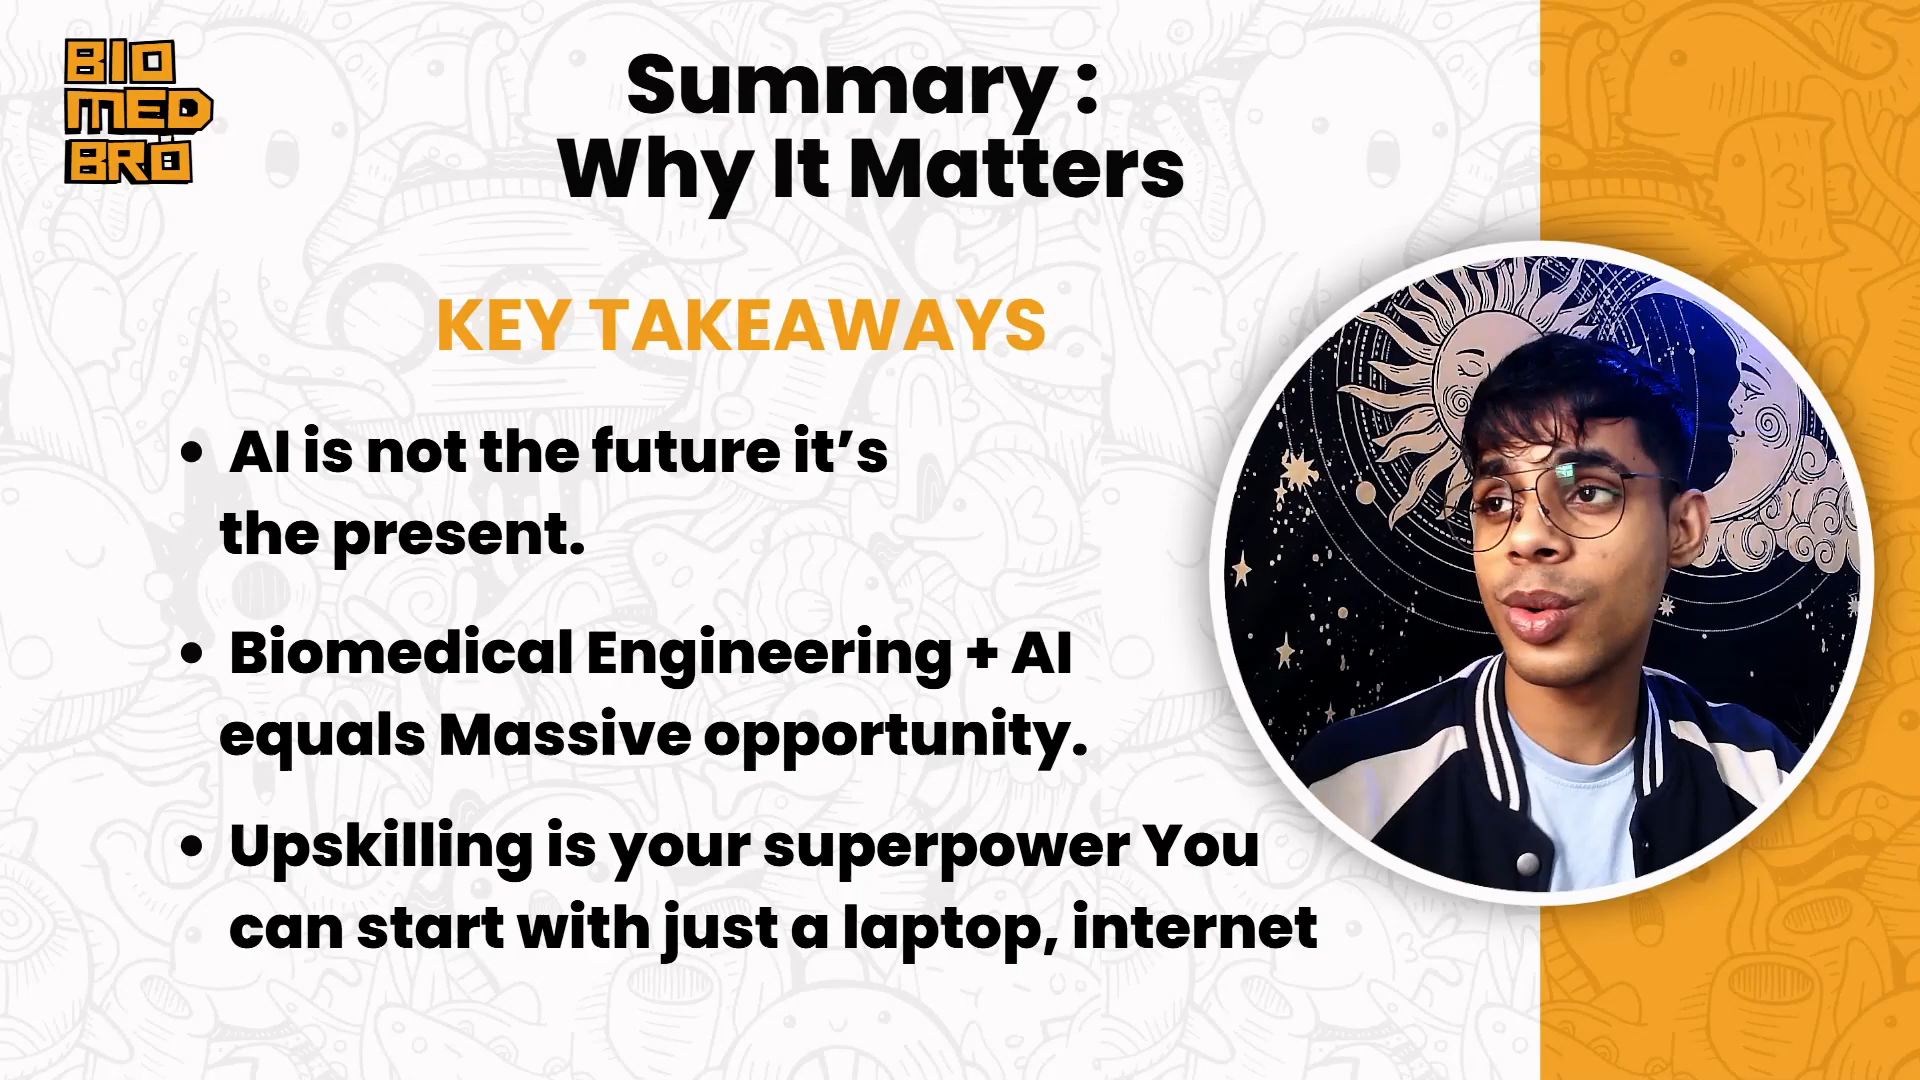 BIO
MED
BRO
Summary :
Why It Matters
KEY TAKEAWAYS
• AI is not the future it’s
the present.
• Biomedical Engineering + AI
equals Massive opportunity.
• Upskilling is your superpower You
can start with just a laptop, internet